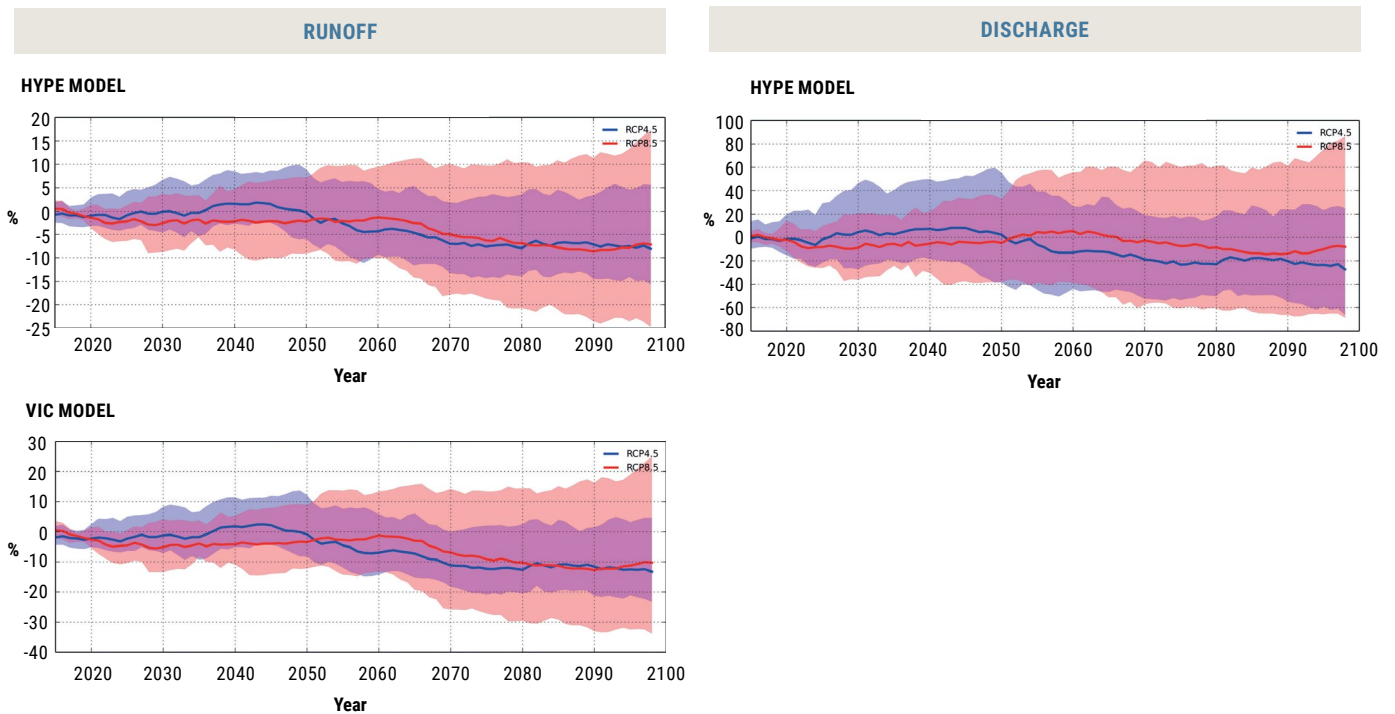 RUNOFF
HYPE MODEL
20
15
10
5
0
-5
-10
-15
-20
-25
%
RCP4.5
RCP8.5
2020 2030 2040 2050 2060 2070 2080 2090 2100
Year
VIC MODEL
30
20
10
0
-10
-20
-30
-40
%
RCP4.5
RCP8.5
2020 2030 2040 2050 2060 2070 2080 2090 2100
Year
DISCHARGE
HYPE MODEL
100
80
60
40
20
0
-20
-40
-60
-80
%
RCP4.5
RCP8.5
2020 2030 2040 2050 2060 2070 2080 2090 2100
Year